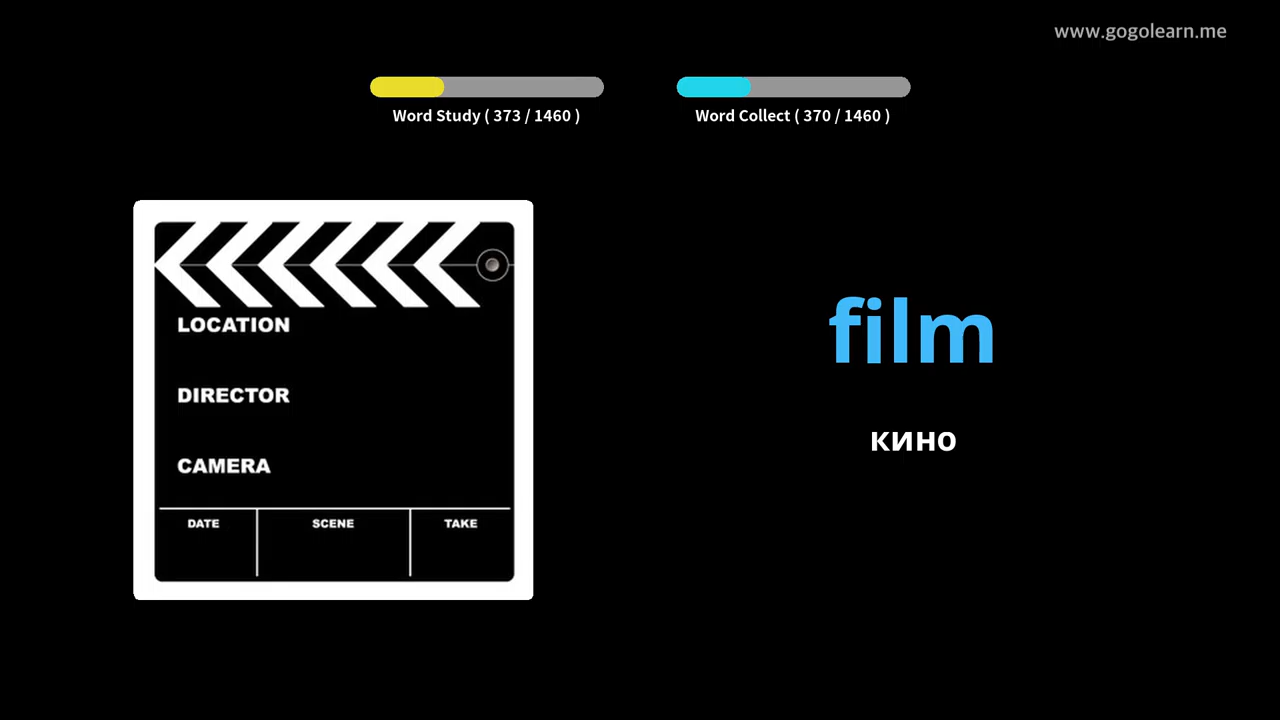 www.gogolearn.me
Word Study ( 373 / 1460 )
Word Collect ( 370 / 1460 )
LOCATION
DIRECTOR
CAMERA
DATE
SCENE
TAKE
film
кино